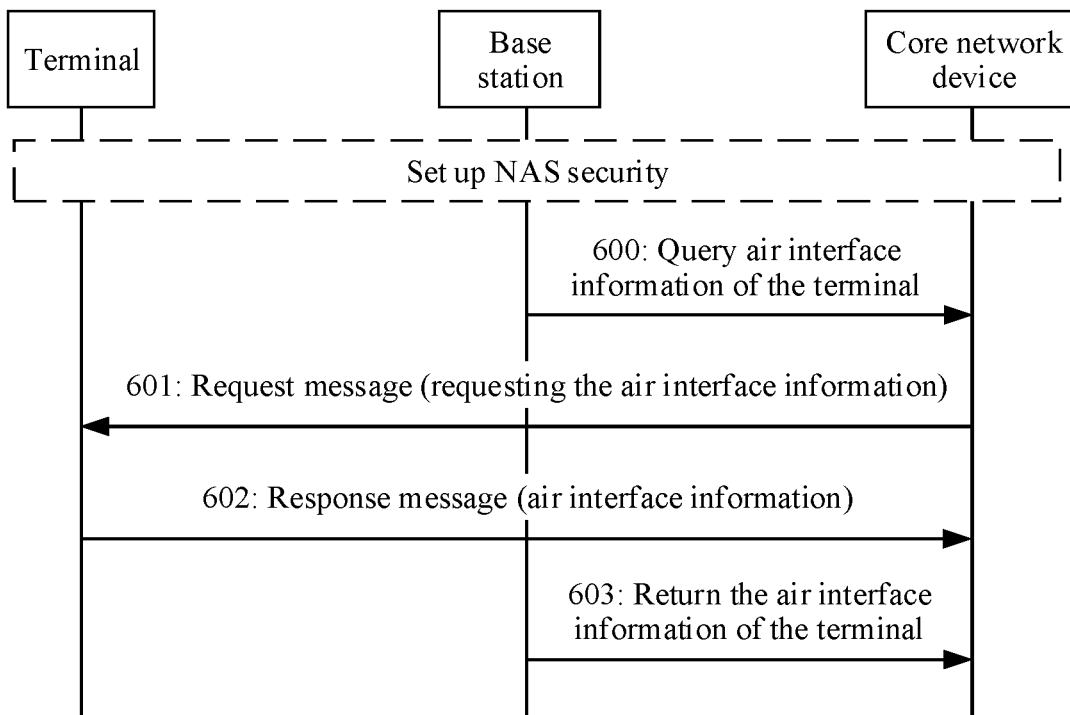 Terminal
Base
station
Core network
device
Set up NAS security
600: Query air interface
information of the terminal
601: Request message (requesting the air interface information)
602: Response message (air interface information)
603: Return the air interface
information of the terminal